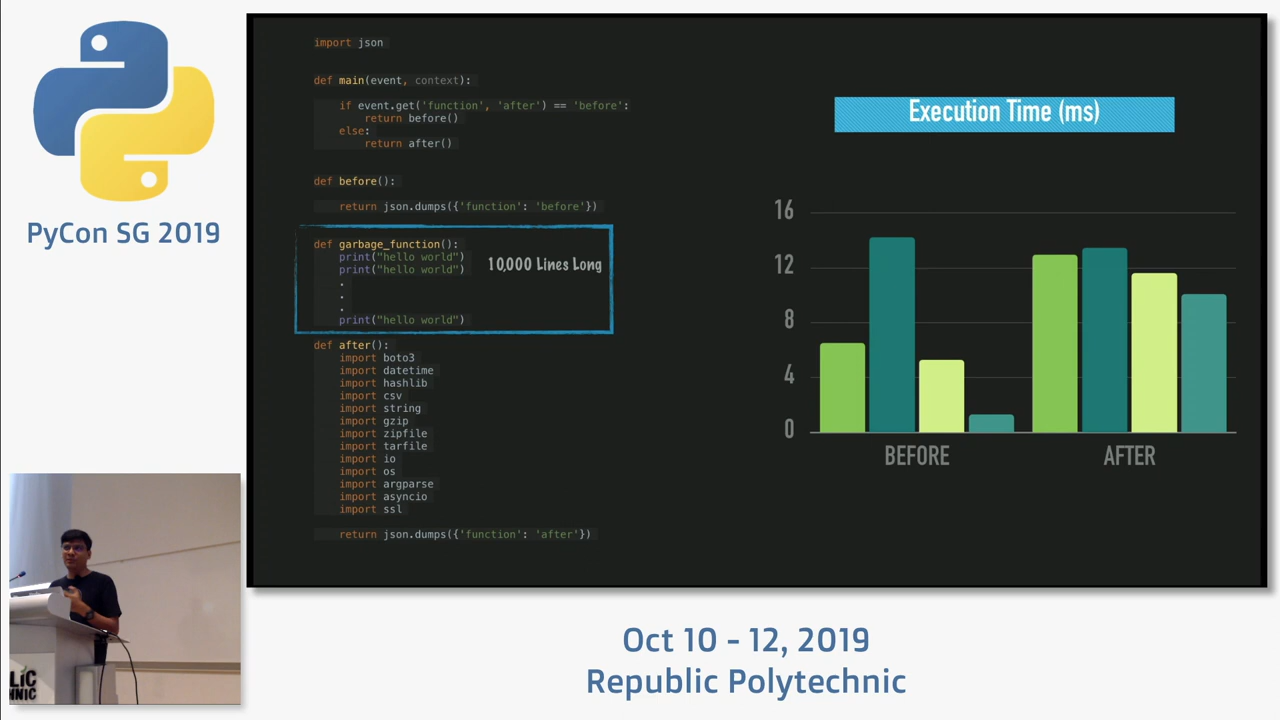 PyCon SG 2019
import json
def main(event, context):
if event.get('function', 'after') == 'before':
return before()
else:
return after()
def before():
return json.dumps({'function': 'before'})
def garbage_function():
print("hello world")
print("hello world")
.
.
print("hello world")
10,000 Lines Long
def after():
import boto3
import datetime
import hashlib
import csv
import string
import gzip
import zipfile
import tarfile
import io
import os
import argparse
import asyncio
import ssl
return json.dumps({'function': 'after'})
Execution Time (ms)
16
12
8
4
0
BEFORE
AFTER
LIC
HNIC
Oct 10 - 12, 2019
Republic Polytechnic